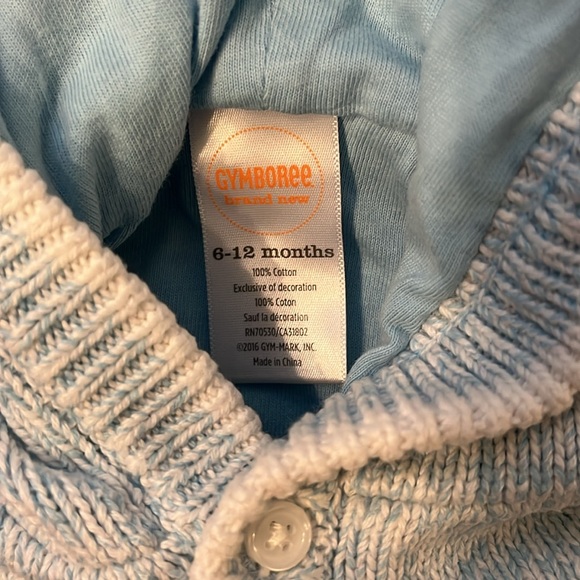 GYMBOREE
brand new
6-12 months
100% Cotton
Exclusive of decoration
100% Coton
Sauf la décoration
RN70530/CA31802
©2016 GYM-MARK, INC.
Made in China